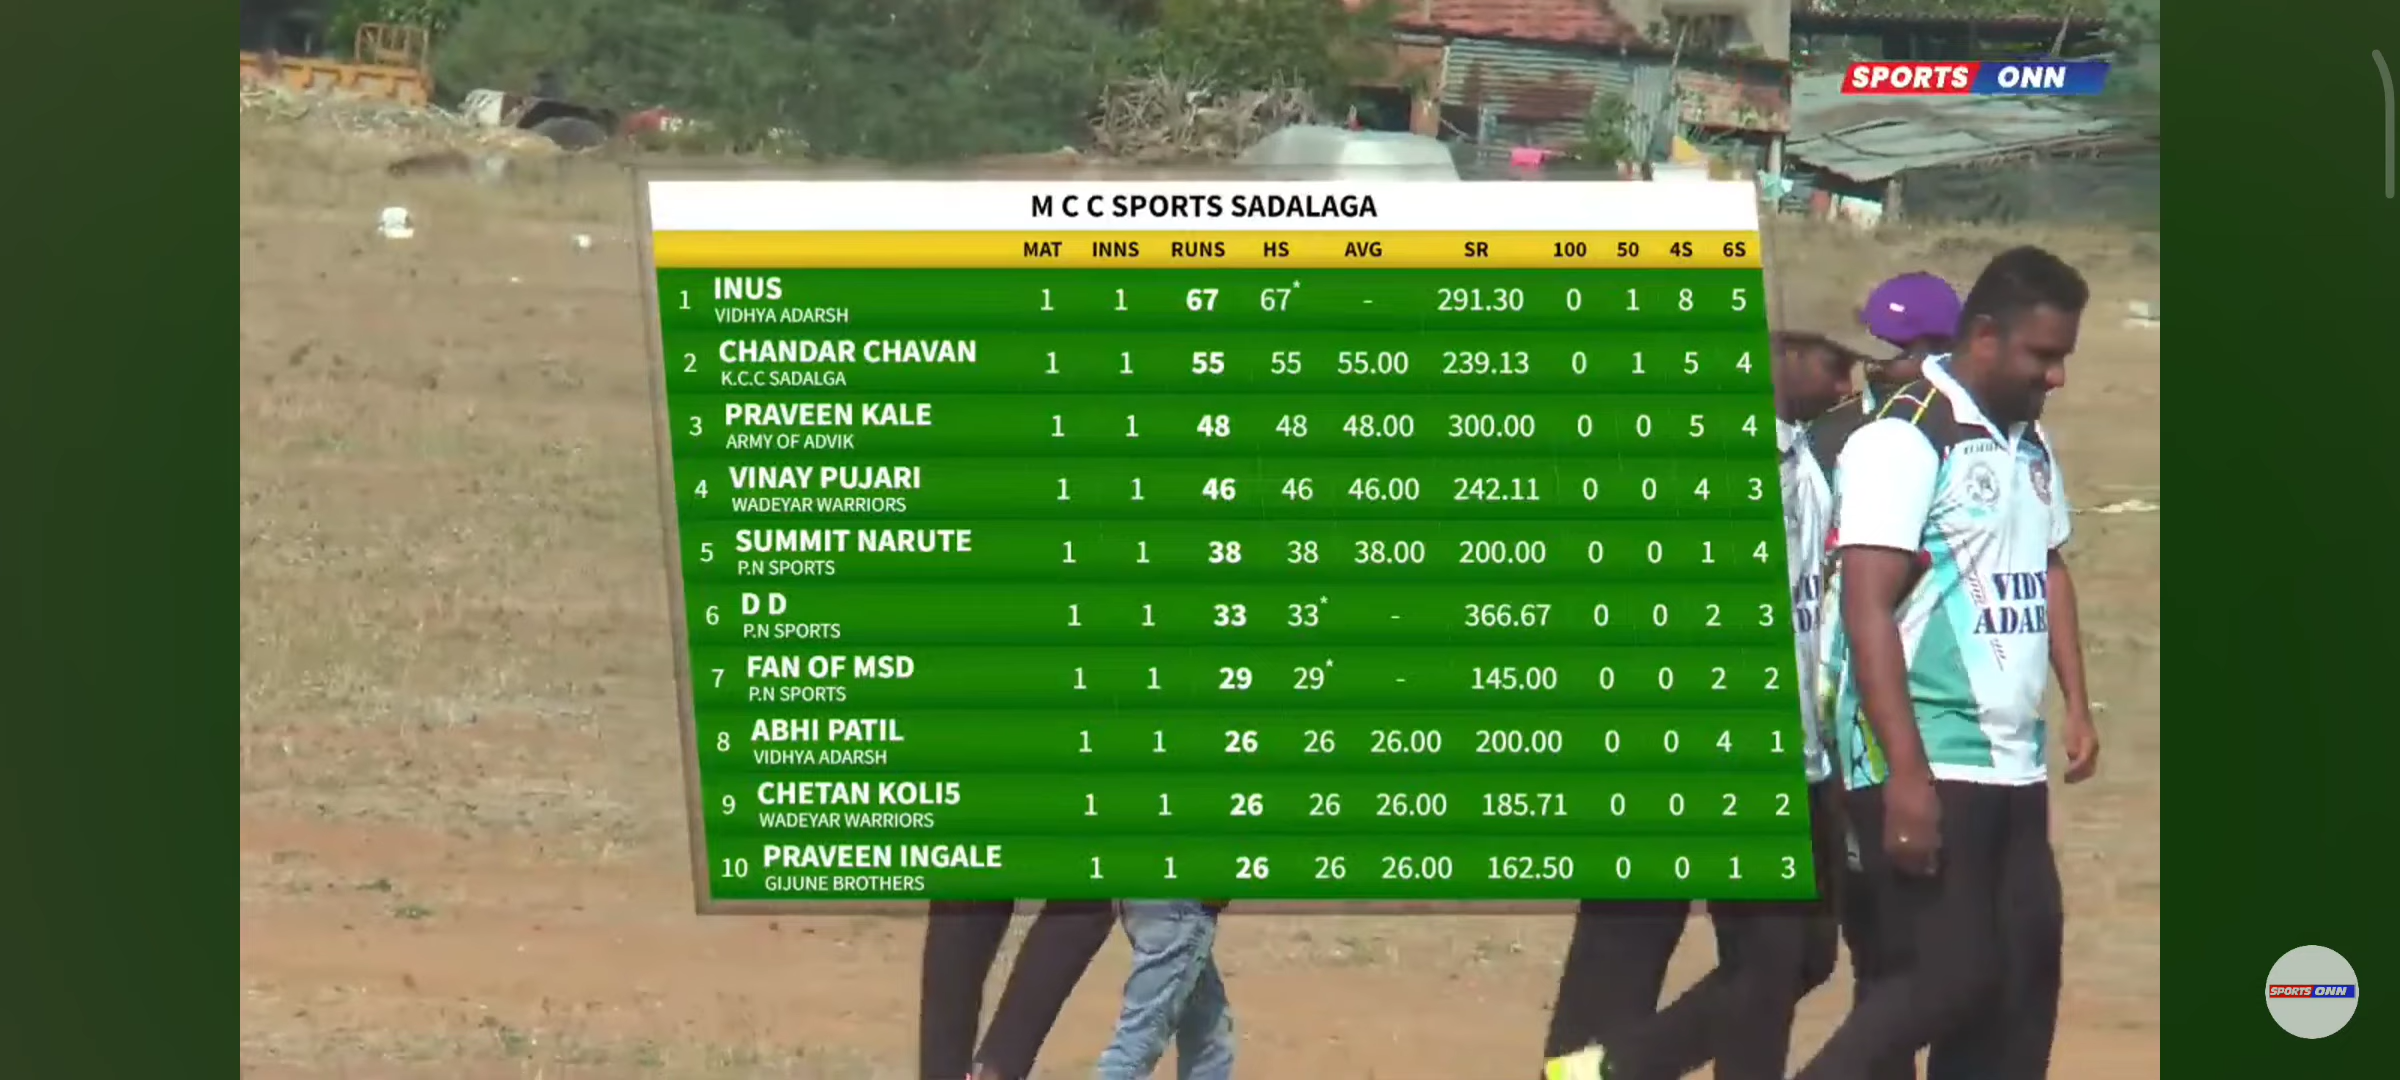 SPORTS ONN
M C C SPORTS SADALAGA
MAT INNS RUNS HS AVG SR 100 50 4S 6S
1 INUS 1 1 67 67* - 291.30 0 1 8 5
VIDHYA ADARSH
2 CHANDAR CHAVAN 1 1 55 55 55.00 239.13 0 1 5 4
K.C.C SADALGA
3 PRAVEEN KALE 1 1 48 48 48.00 300.00 0 0 5 4
ARMY OF ADVIK
4 VINAY PUJARI 1 1 46 46 46.00 242.11 0 0 4 3
WADEYAR WARRIORS
5 SUMMIT NARUTE 1 1 38 38 38.00 200.00 0 0 1 4
P.N SPORTS
6 D D 1 1 33 33* - 366.67 0 0 2 3
P.N SPORTS
7 FAN OF MSD 1 1 29 29* - 145.00 0 0 2 2
P.N SPORTS
8 ABHI PATIL 1 1 26 26 26.00 200.00 0 0 4 1
VIDHYA ADARSH
9 CHETAN KOLI5 1 1 26 26 26.00 185.71 0 0 2 2
WADEYAR WARRIORS
10 PRAVEEN INGALE 1 1 26 26 26.00 162.50 0 0 1 3
GIJUNE BROTHERS
VIDY
ADAR
SPORTS ONN